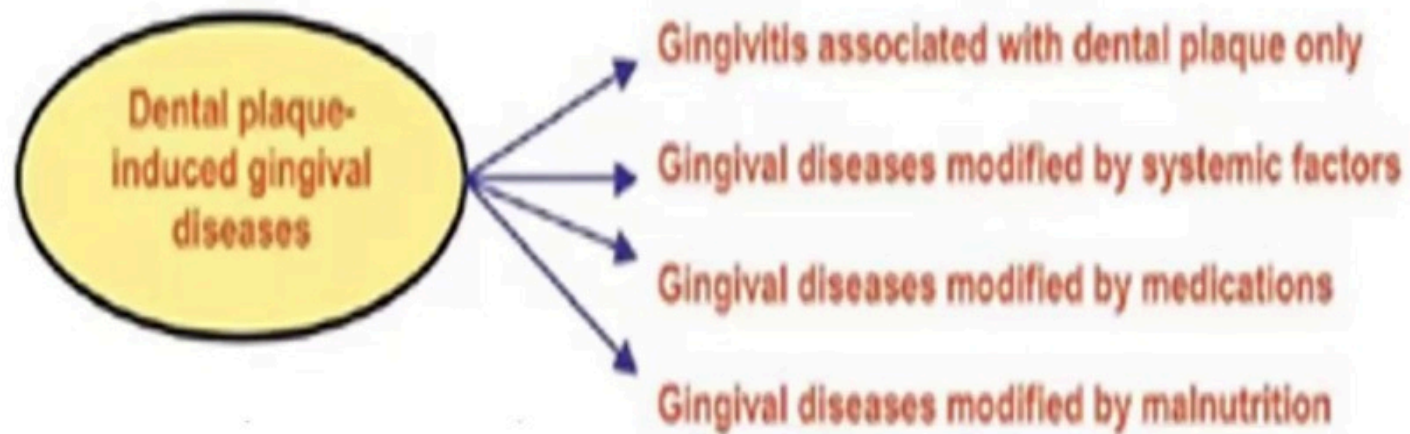 Dental plaque-
induced gingival
diseases
Gingivitis associated with dental plaque only
Gingival diseases modified by systemic factors
Gingival diseases modified by medications
Gingival diseases modified by malnutrition